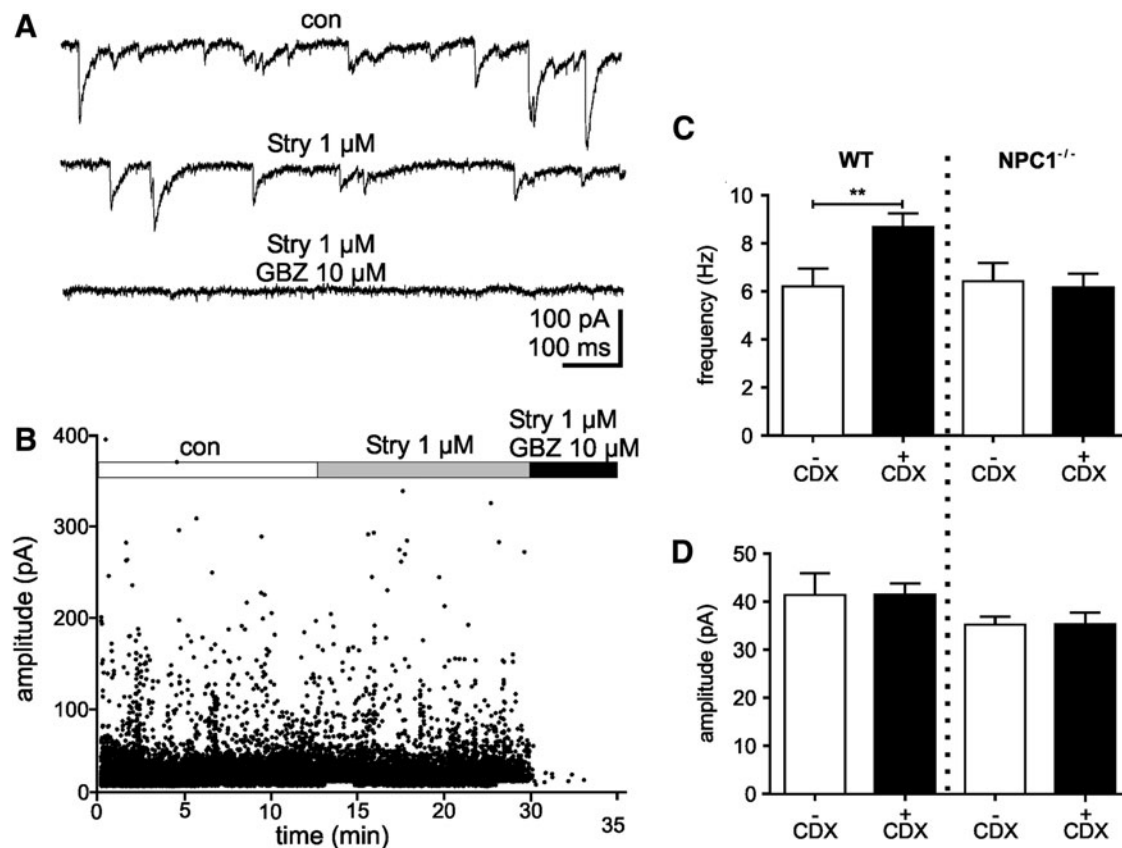 A
con
Stry 1 µM
Stry 1 µM
GBZ 10 µM
100 pA
100 ms
B
400
300
200
100
0
amplitude (pA)
con
Stry 1 µM
Stry 1 µM
GBZ 10 µM
0 5 10 15 20 25 30 35
time (min)
C
WT
NPC1-/-
**
10
8
6
4
2
0
frequency (Hz)
- + - +
CDX CDX CDX CDX
D
50
40
30
20
10
0
amplitude (pA)
- + - +
CDX CDX CDX CDX